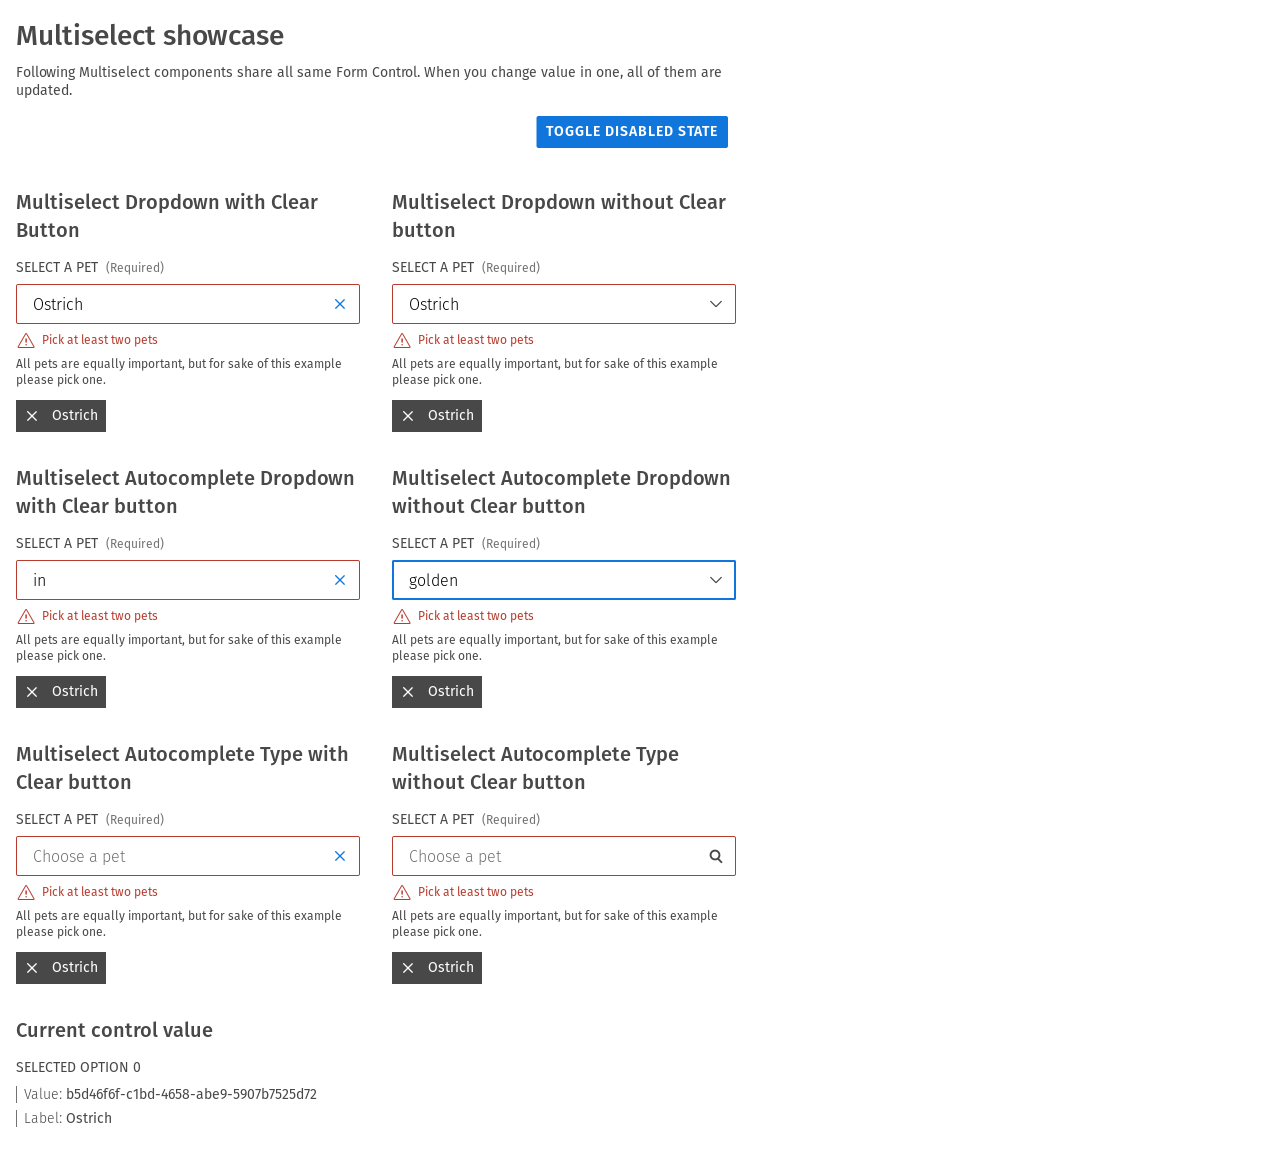 Multiselect showcase
Following Multiselect components share all same Form Control. When you change value in one, all of them are
updated.
TOGGLE DISABLED STATE
Multiselect Dropdown with Clear
Button
SELECT A PET (Required)
Ostrich
Pick at least two pets
All pets are equally important, but for sake of this example
please pick one.
Ostrich
Multiselect Dropdown without Clear
button
SELECT A PET (Required)
Ostrich
Pick at least two pets
All pets are equally important, but for sake of this example
please pick one.
Ostrich
Multiselect Autocomplete Dropdown
with Clear button
SELECT A PET (Required)
in
Pick at least two pets
All pets are equally important, but for sake of this example
please pick one.
Ostrich
Multiselect Autocomplete Dropdown
without Clear button
SELECT A PET (Required)
golden
Pick at least two pets
All pets are equally important, but for sake of this example
please pick one.
Ostrich
Multiselect Autocomplete Type with
Clear button
SELECT A PET (Required)
Choose a pet
Pick at least two pets
All pets are equally important, but for sake of this example
please pick one.
Ostrich
Multiselect Autocomplete Type
without Clear button
SELECT A PET (Required)
Choose a pet
Pick at least two pets
All pets are equally important, but for sake of this example
please pick one.
Ostrich
Current control value
SELECTED OPTION 0
Value: b5d46f6f-c1bd-4658-abe9-5907b7525d72
Label: Ostrich